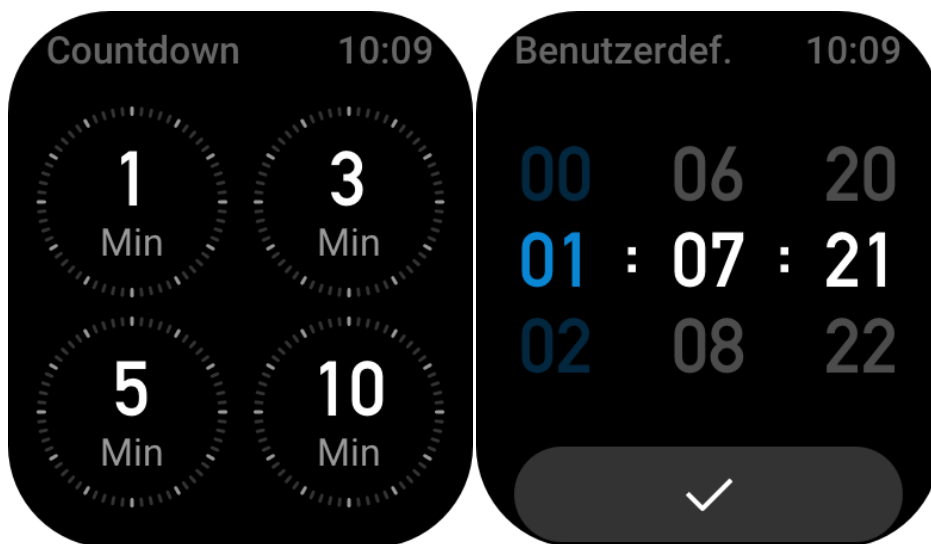 Countdown 10:09
1 3
Min Min
5 10
Min Min
Benutzerdef. 10:09
00 06 20
01 : 07 : 21
02 08 22